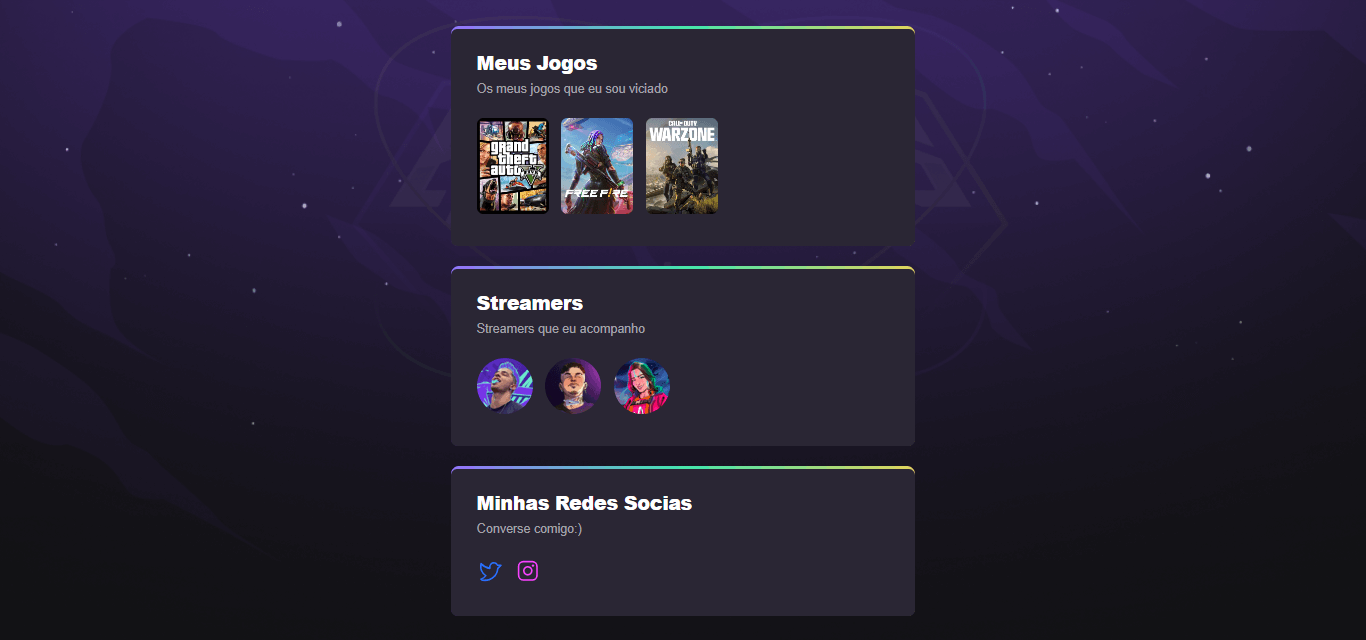 Meus Jogos
Os meus jogos que eu sou viciado
grand
theft
auto
V
FREE FIRE
CALL OF DUTY
WARZONE
Streamers
Streamers que eu acompanho
Minhas Redes Socias
Converse comigo:)